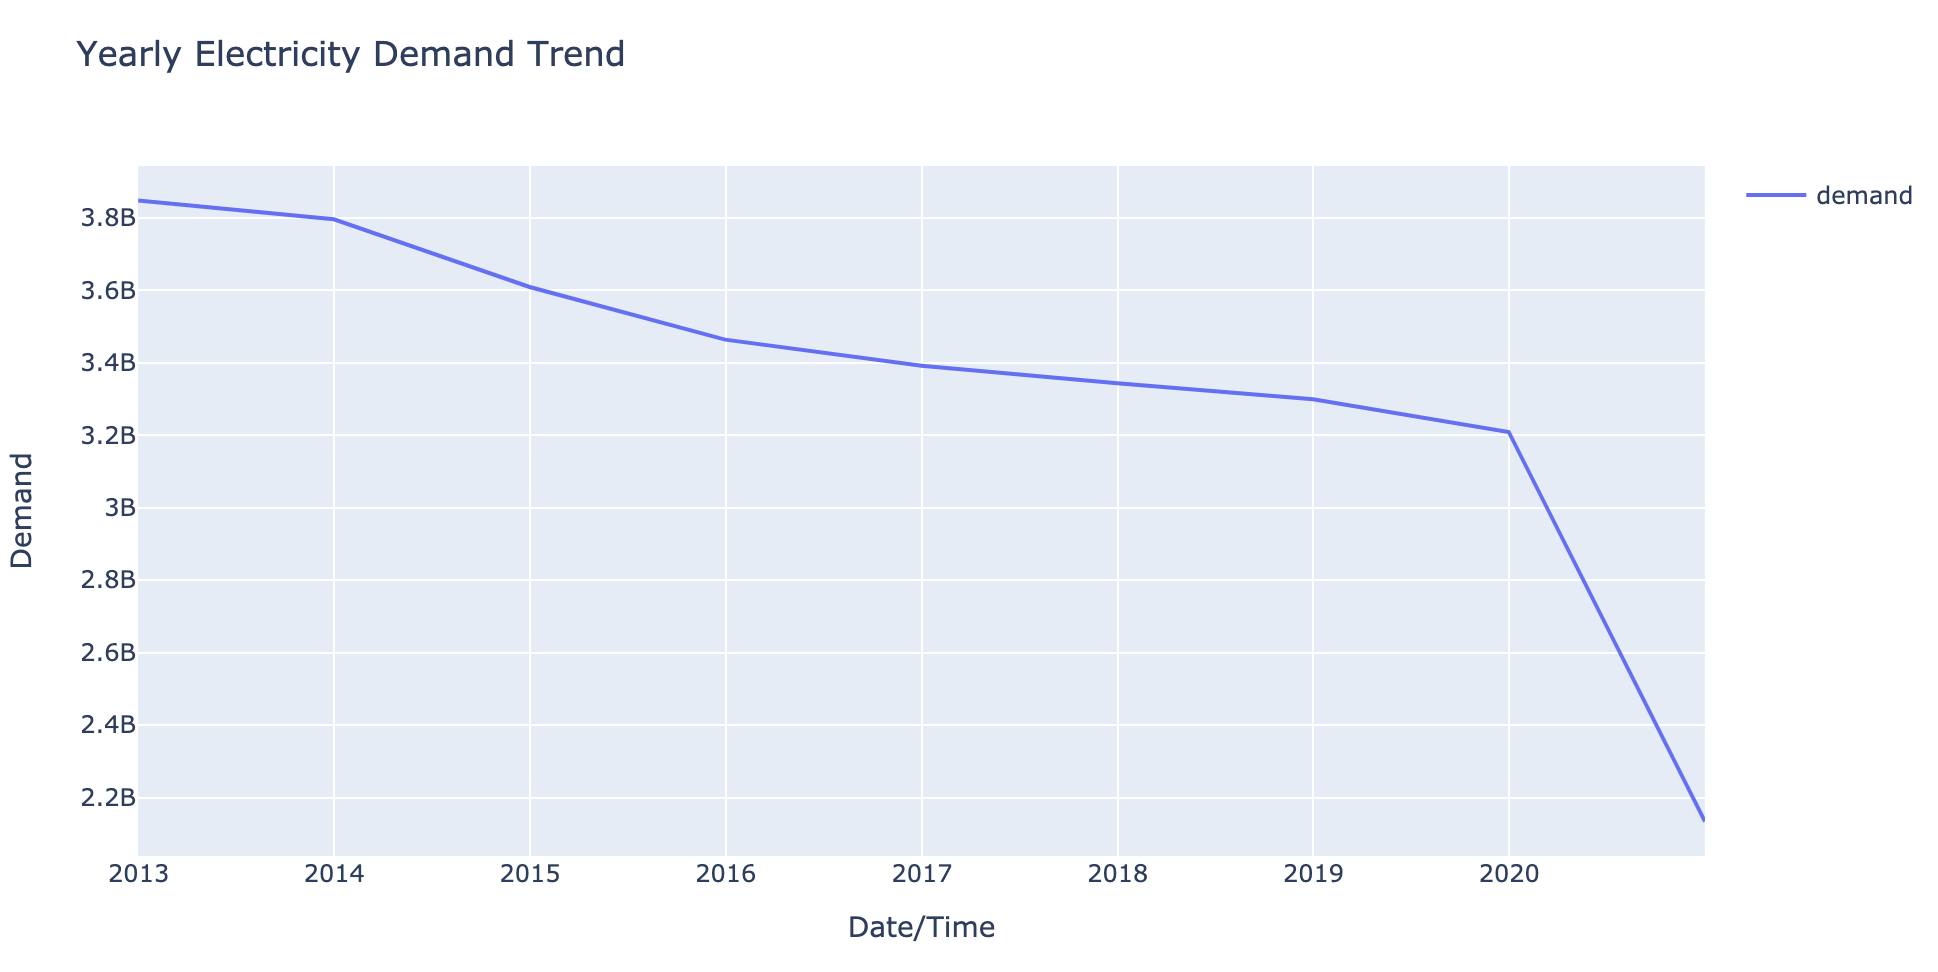 Yearly Electricity Demand Trend
demand
3.8B
3.6B
3.4B
3.2B
3B
2.8B
2.6B
2.4B
2.2B
Demand
2013 2014 2015 2016 2017 2018 2019 2020
Date/Time